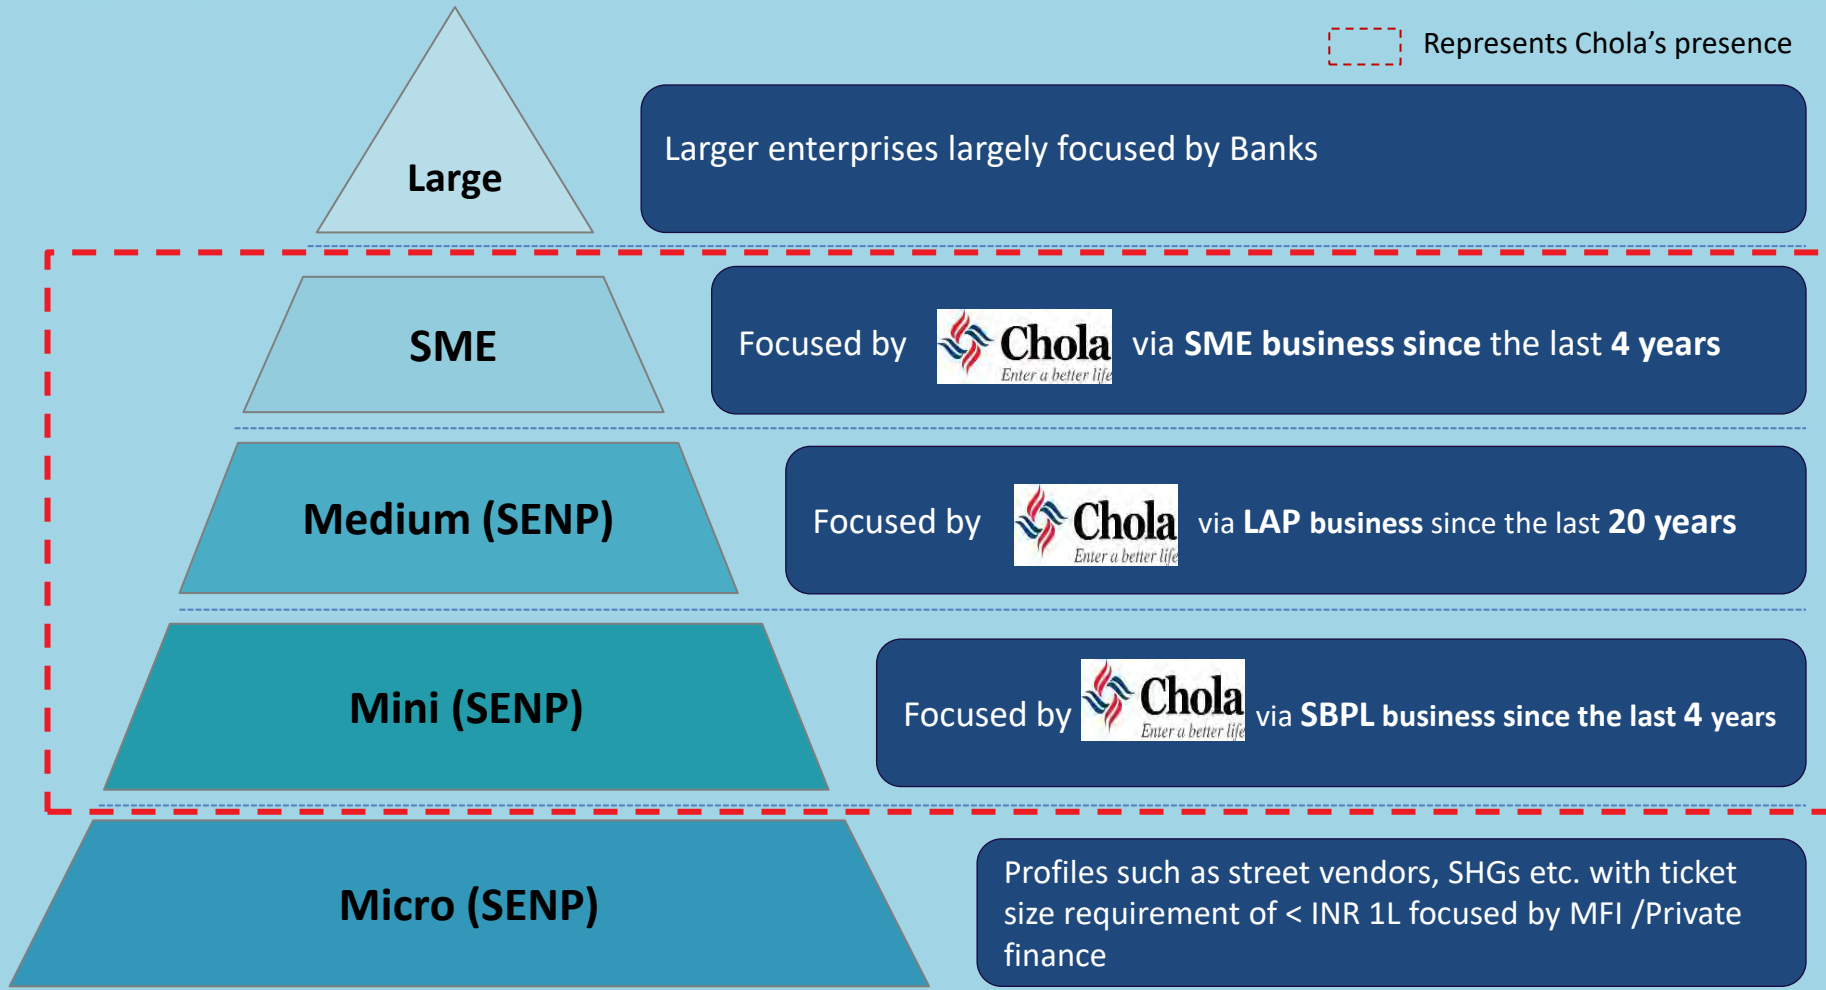 Represents Chola's presence
Large
Larger enterprises largely focused by Banks
SME
Focused by Chola via SME business since the last 4 years
Enter a better life
Medium (SENP)
Focused by Chola via LAP business since the last 20 years
Enter a better life
Mini (SENP)
Focused by Chola via SBPL business since the last 4 years
Enter a better life
Micro (SENP)
Profiles such as street vendors, SHGs etc. with ticket
size requirement of < INR 1L focused by MFI /Private
finance